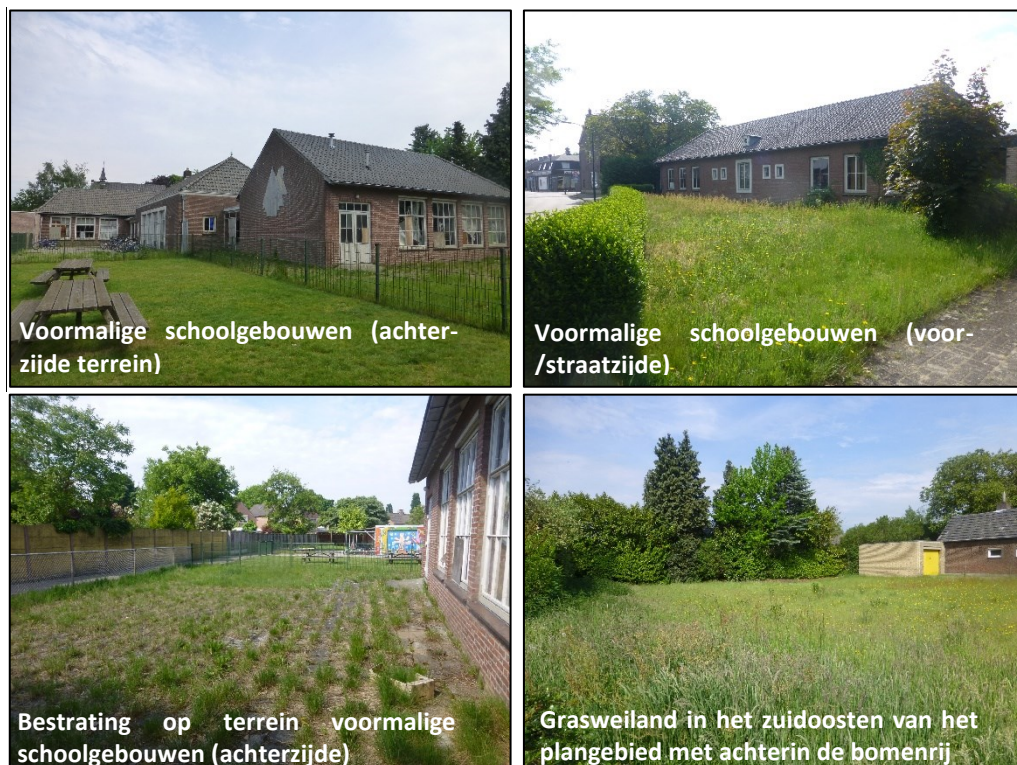 Voormalige schoolgebouwen (achter-
zijde terrein)
Voormalige schoolgebouwen (voor-
/straatzijde)
Bestrating op terrein voormalige
schoolgebouwen (achterzijde)
Grasweiland in het zuidoosten van het
plangebied met achterin de bomenrij